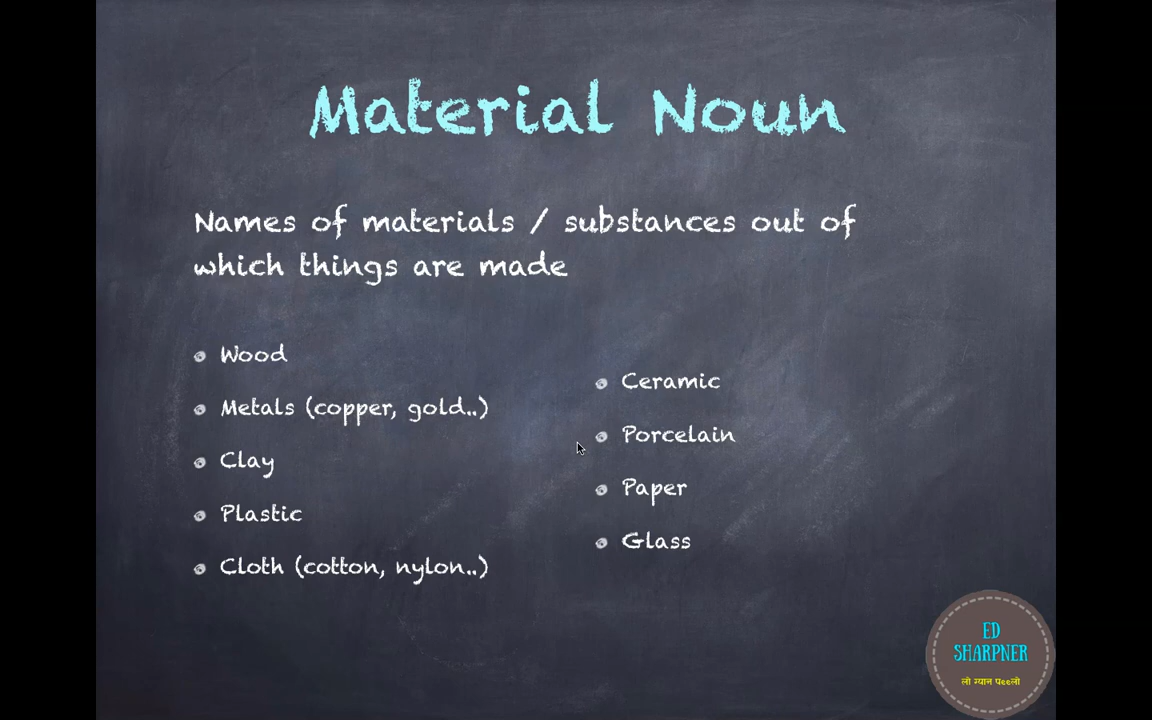 Material Noun
Names of materials / substances out of
which things are made
Wood
Metals (copper, gold..)
Clay
Plastic
Cloth (cotton, nylon..)
Ceramic
Porcelain
Paper
Glass
ED
SHARPNER
लो ग्यान पeeलो